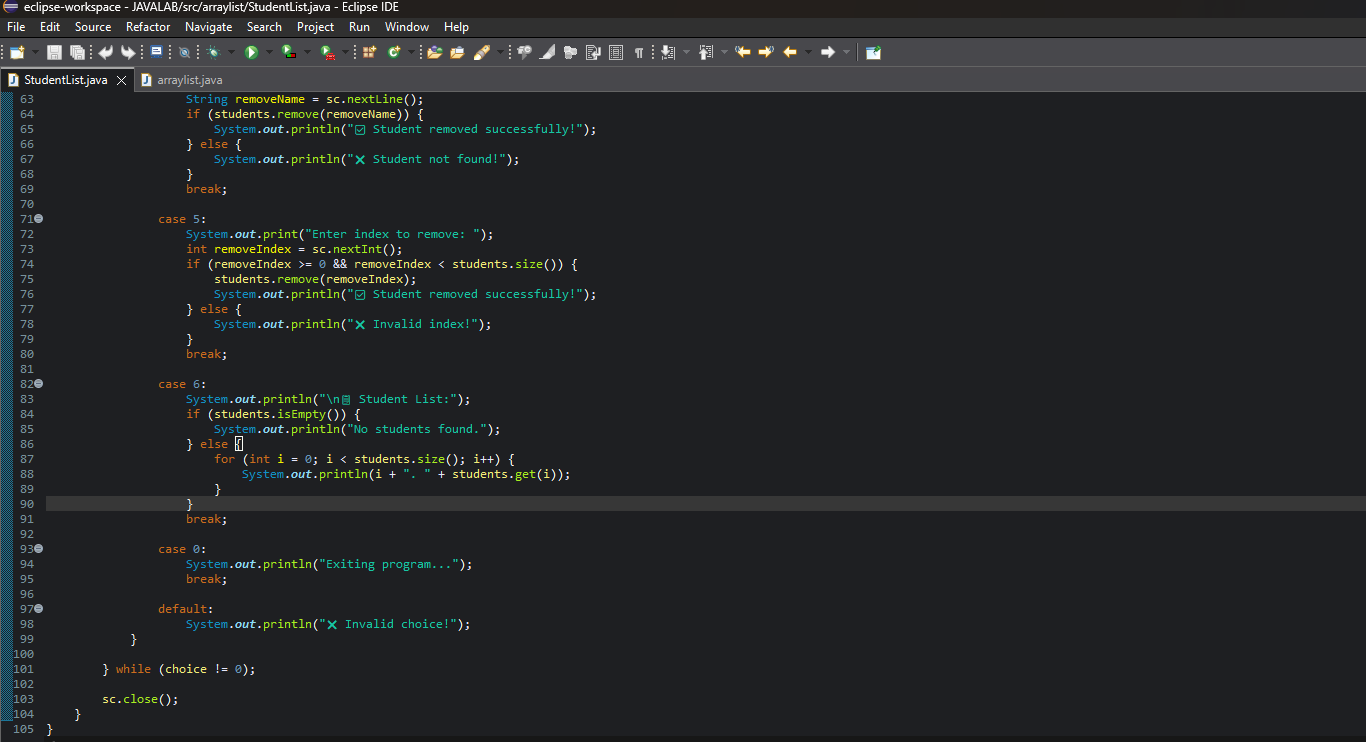 eclipse-workspace - JAVALAB/src/arraylist/StudentList.java - Eclipse IDE
File Edit Source Refactor Navigate Search Project Run Window Help
StudentList.java arraylist.java
63 String removeName = sc.nextLine();
64 if (students.remove(removeName)) {
65 System.out.println("✅ Student removed successfully!");
66 } else {
67 System.out.println("❌ Student not found!");
68 }
69 break;
70
71 case 5:
72 System.out.print("Enter index to remove: ");
73 int removeIndex = sc.nextInt();
74 if (removeIndex >= 0 && removeIndex < students.size()) {
75 students.remove(removeIndex);
76 System.out.println("✅ Student removed successfully!");
77 } else {
78 System.out.println("❌ Invalid index!");
79 }
80 break;
81
82 case 6:
83 System.out.println("\n📋 Student List:");
84 if (students.isEmpty()) {
85 System.out.println("No students found.");
86 } else {
87 for (int i = 0; i < students.size(); i++) {
88 System.out.println(i + ". " + students.get(i));
89 }
90 }
91 break;
92
93 case 0:
94 System.out.println("Exiting program...");
95 break;
96
97 default:
98 System.out.println("❌ Invalid choice!");
99 }
100
101 } while (choice != 0);
102
103 sc.close();
104 }
105 }